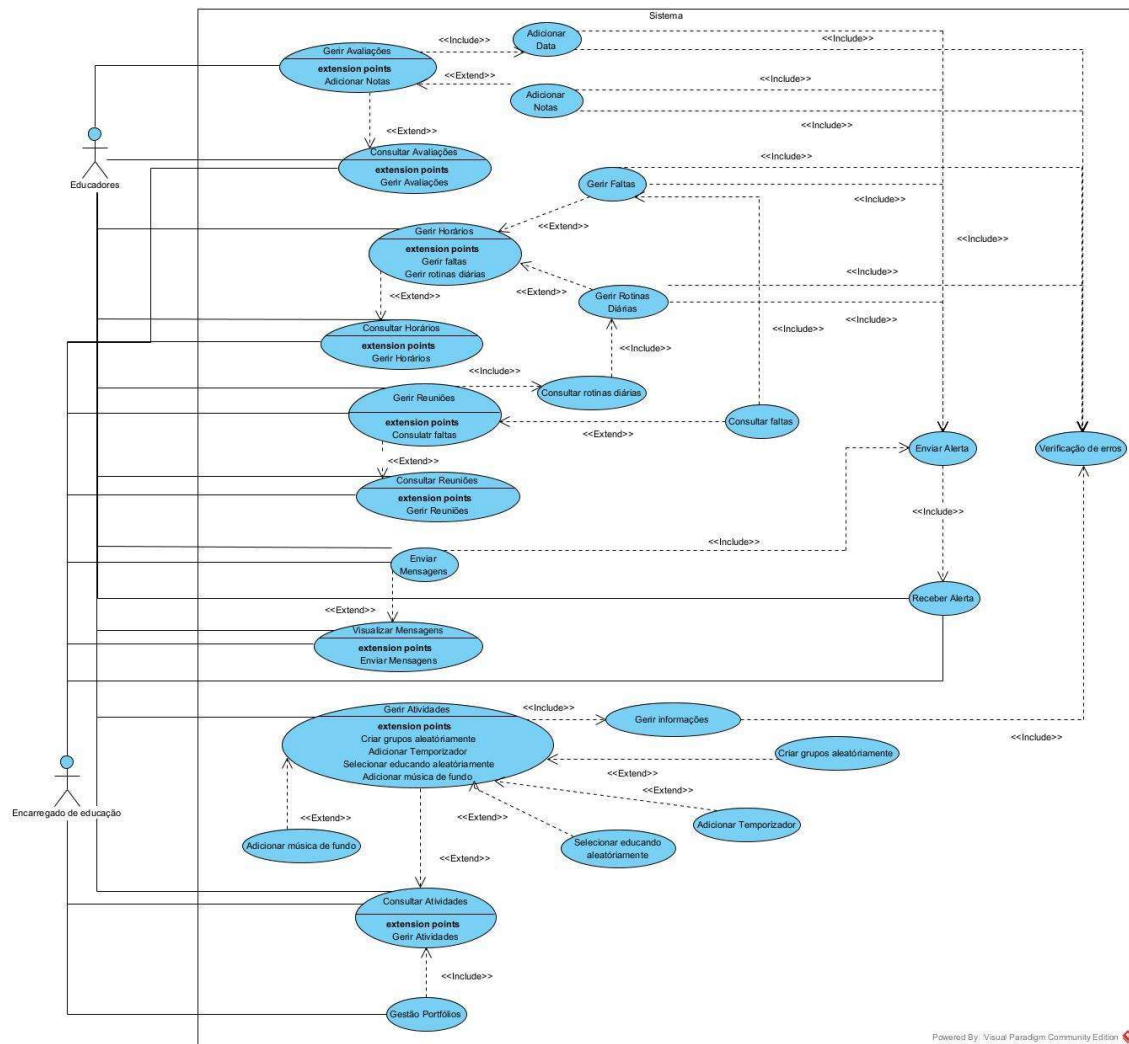 Sistema
Gerir Avaliações
extension points
Adicionar Notas
<<Include>>
Adicionar
Data
<<Include>>
<<Extend>>
Adicionar
Notas
<<Include>>
<<Include>>
<<Extend>>
Educadores
Consultar Avaliações
extension points
Gerir Avaliações
<<Include>>
Gerir Faltas
<<Include>>
<<Extend>>
Gerir Horários
extension points
Gerir faltas
Gerir rotinas diárias
<<Include>>
<<Extend>>
<<Include>>
<<Extend>>
Gerir Rotinas
Diárias
<<Include>>
Consultar Horários
extension points
Gerir Horários
<<Include>>
<<Include>>
<<Include>>
Consultar rotinas diárias
Gerir Reuniões
extension points
Consulatr faltas
<<Extend>>
Consultar faltas
<<Extend>>
Enviar Alerta
Verificação de erros
Consultar Reuniões
extension points
Gerir Reuniões
<<Include>>
<<Include>>
Enviar
Mensagens
<<Extend>>
Receber Alerta
Visualizar Mensagens
extension points
Enviar Mensagens
Gerir Atividades
extension points
Criar grupos aleatóriamente
Adicionar Temporizador
Selecionar educando aleatóriamente
Adicionar música de fundo
<<Include>>
Gerir informações
<<Include>>
Criar grupos aleatóriamente
<<Extend>>
<<Extend>>
Adicionar Temporizador
Encarregado de educação
<<Extend>>
Adicionar música de fundo
<<Extend>>
Selecionar educando
aleatóriamente
<<Extend>>
Consultar Atividades
extension points
Gerir Atividades
<<Include>>
Gestão Portfólios
Powered By: Visual Paradigm Community Edition